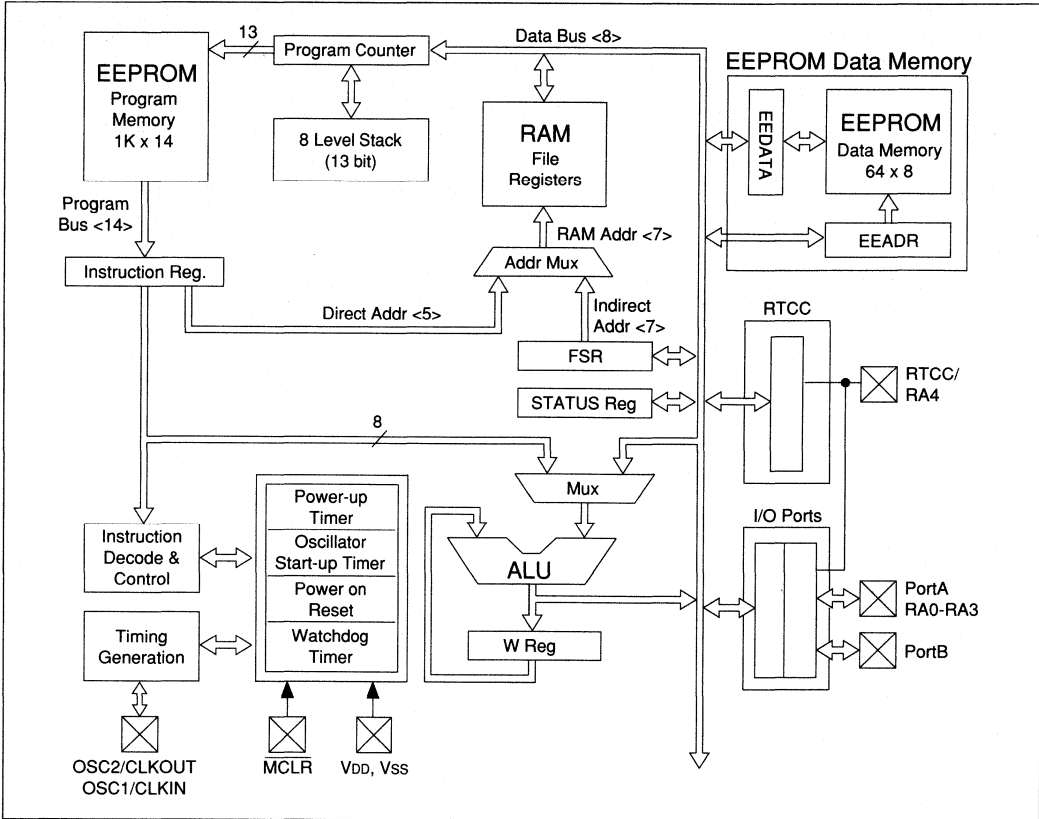 13
Program Counter
Data Bus <8>
EEPROM
Program
Memory
1K x 14
8 Level Stack
(13 bit)
RAM
File
Registers
EEPROM Data Memory
EEDATA
EEPROM
Data Memory
64 x 8
EEADR
Program
Bus <14>
RAM Addr <7>
Instruction Reg.
Addr Mux
Direct Addr <5>
Indirect
Addr <7>
FSR
STATUS Reg
RTCC
RTCC/
RA4
8
Mux
Power-up
Timer
Oscillator
Start-up Timer
Power on
Reset
Watchdog
Timer
Instruction
Decode &
Control
Timing
Generation
ALU
W Reg
I/O Ports
PortA
RA0-RA3
PortB
OSC2/CLKOUT
OSC1/CLKIN
MCLR
VDD, VSS